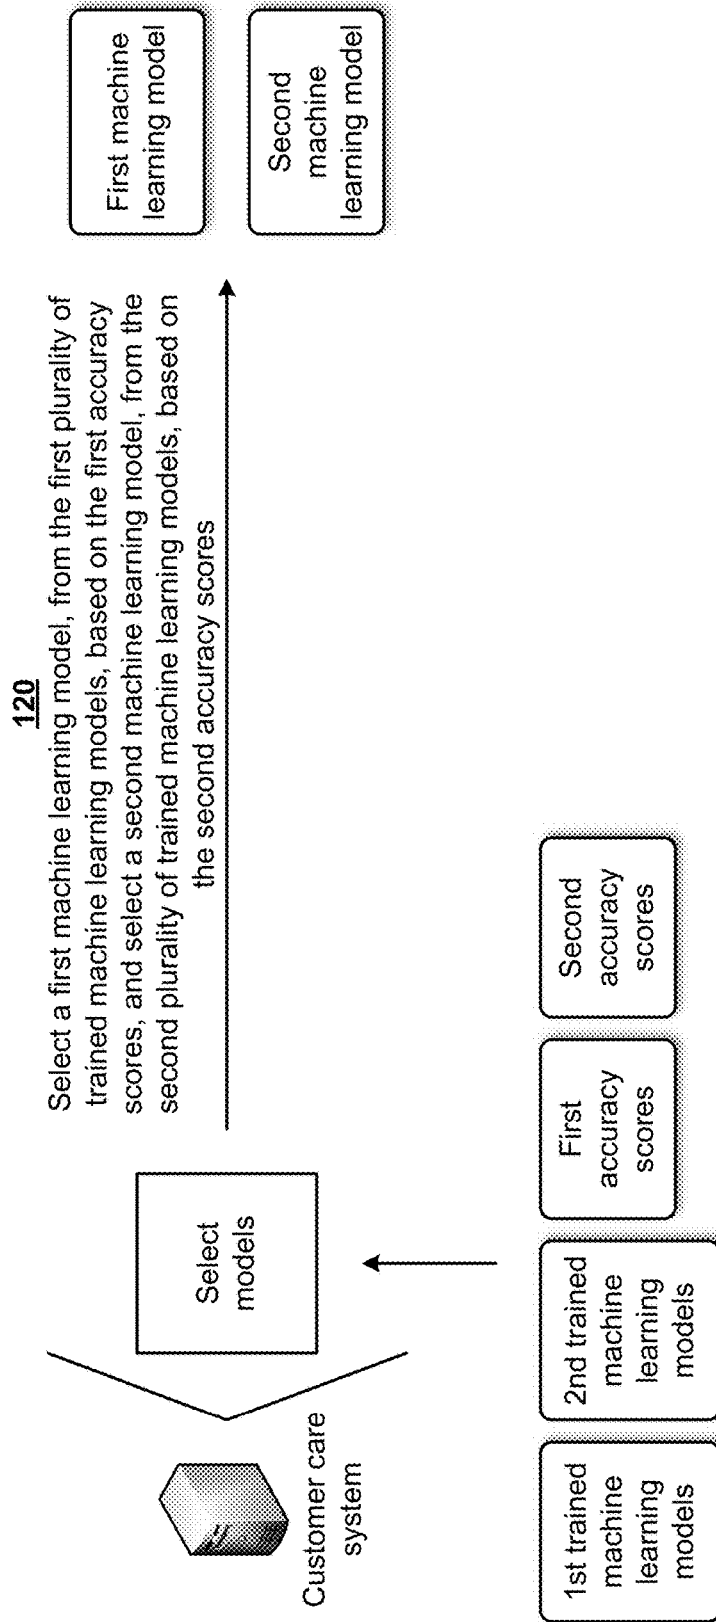 120
Select a first machine learning model, from the first plurality of
trained machine learning models, based on the first accuracy
scores, and select a second machine learning model, from the
second plurality of trained machine learning models, based on
the second accuracy scores
First machine
learning model
Second
machine
learning model
Select
models
Customer care
system
1st trained
machine
learning
models
2nd trained
machine
learning
models
First
accuracy
scores
Second
accuracy
scores